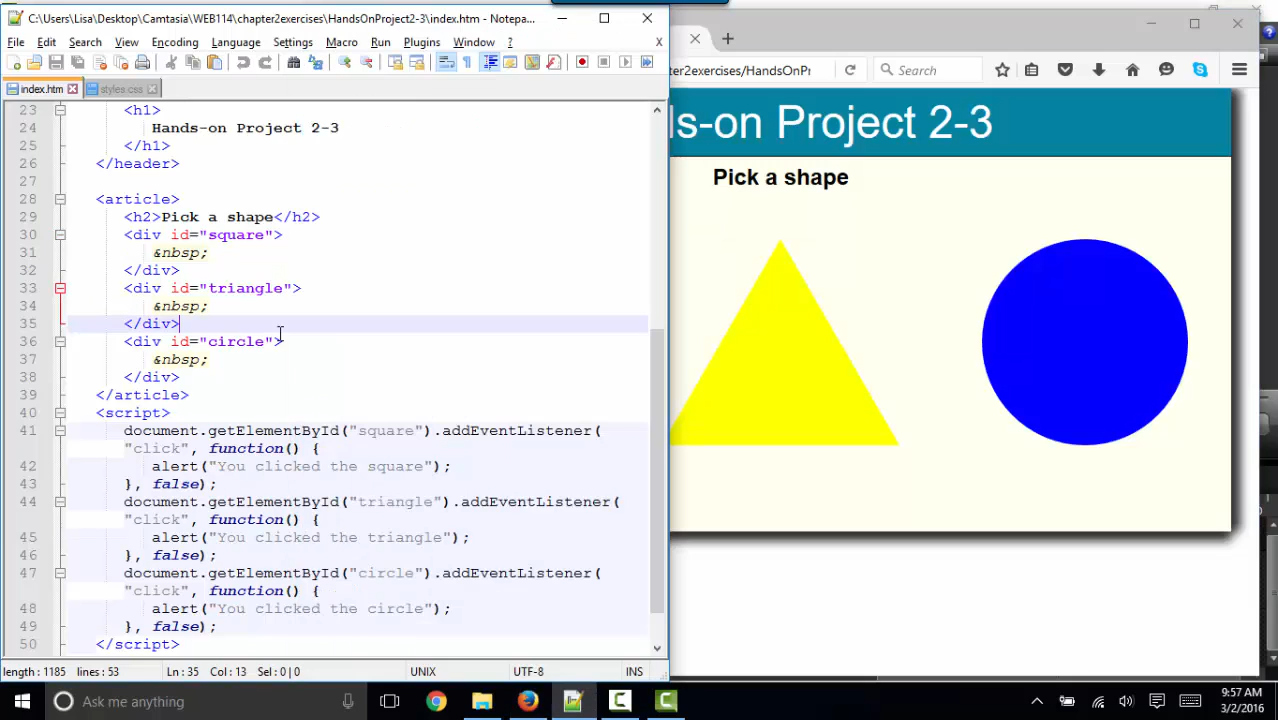 C:\Users\Lisa\Desktop\Camtasia\WEB114\chapter2exercises\HandsOnProject2-3\index.htm - Notepa...
File Edit Search View Encoding Language Settings Macro Run Plugins Window ? X
index.htm styles.css
23 <h1>
24 Hands-on Project 2-3
25 </h1>
26 </header>
27
28 <article>
29 <h2>Pick a shape</h2>
30 <div id="square">
31 &nbsp;
32 </div>
33 <div id="triangle">
34 &nbsp;
35 </div>
36 <div id="circle">
37 &nbsp;
38 </div>
39 </article>
40 <script>
41 document.getElementById("square").addEventListener(
"click", function() {
42 alert("You clicked the square");
43 }, false);
44 document.getElementById("triangle").addEventListener(
"click", function() {
45 alert("You clicked the triangle");
46 }, false);
47 document.getElementById("circle").addEventListener(
"click", function() {
48 alert("You clicked the circle");
49 }, false);
50 </script>
length : 1185 lines : 53 Ln : 35 Col : 13 Sel : 0 | 0 UNIX UTF-8 INS
ter2exercises/HandsOnPr Search
ds-on Project 2-3
Pick a shape
Ask me anything
9:57 AM
3/2/2016